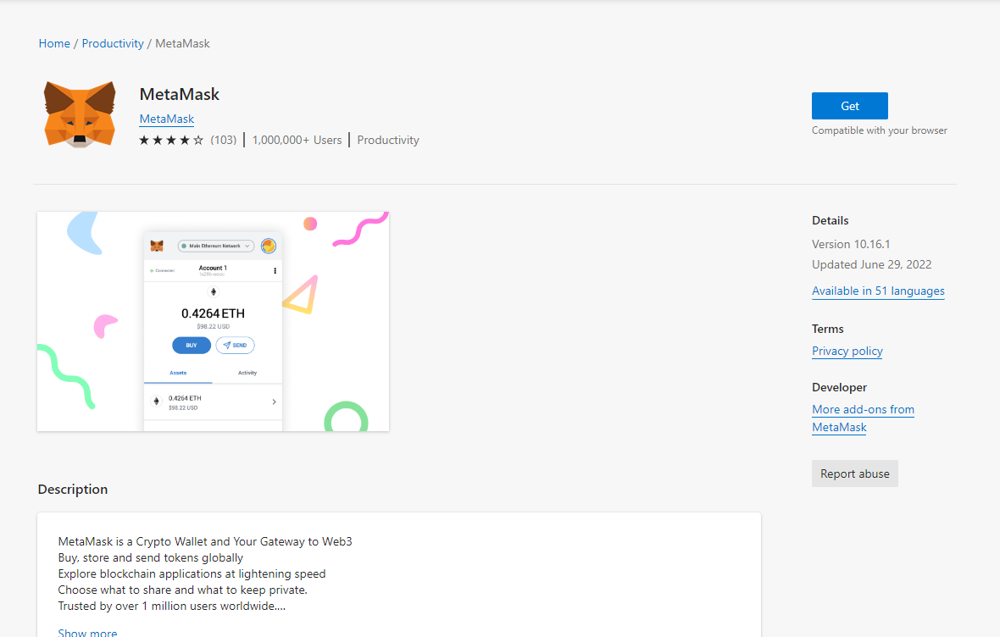 Home / Productivity / MetaMask
MetaMask
MetaMask
(103) | 1,000,000+ Users | Productivity
Get
Compatible with your browser
Main Ethereum Network
Connected
Account 1
0.4264 ETH
$98.22 USD
BUY
SEND
Assets
Activity
0.4264 ETH
$98.22 USD
Details
Version 10.16.1
Updated June 29, 2022
Available in 51 languages
Terms
Privacy policy
Developer
More add-ons from
MetaMask
Report abuse
Description
MetaMask is a Crypto Wallet and Your Gateway to Web3
Buy, store and send tokens globally
Explore blockchain applications at lightening speed
Choose what to share and what to keep private.
Trusted by over 1 million users worldwide....
Show more